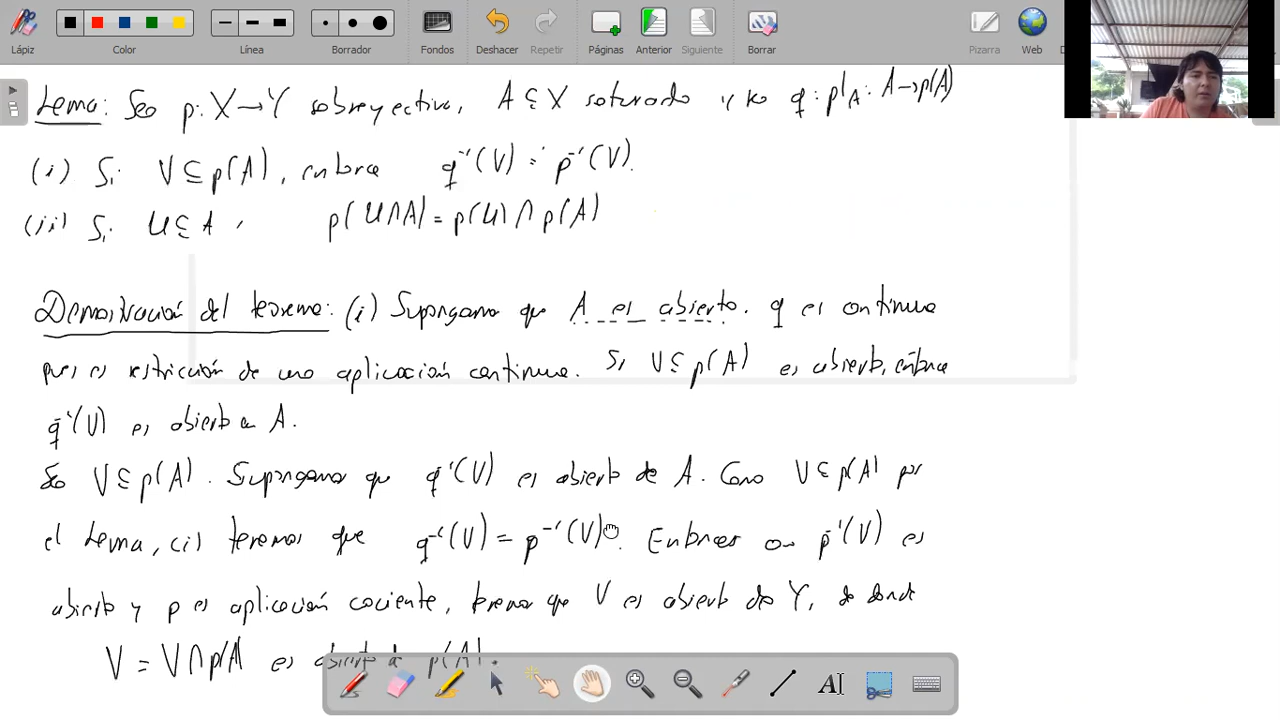 Lápiz Color Línea Borrador Fondos Deshacer Repetir Páginas Anterior Siguiente Borrar Pizarra Web
Lema: Sea p: X→Y sobreyectiva, A⊆X saturado y sea q: p|A: A→p(A)
(i) Si V⊆p(A), entonces q⁻¹(V) = p⁻¹(V).
(ii) Si U⊆A, p(U∩A) = p(U)∩p(A)
Demostración del teorema: (i) Supongamos que A es abierto. q es continua
pues es restricción de una aplicación continua. Si V⊆p(A) es abierto, entonces
q⁻¹(V) es abierto en A.
Sea V⊆p(A). Supongamos que q⁻¹(V) es abierto de A. Como V⊆p(A) por
el Lema, (i) tenemos que q⁻¹(V) = p⁻¹(V). Entonces p⁻¹(V) es
abierto y p es aplicación cociente, tenemos que V es abierto de Y, de donde
V = V∩p(A) es abierto de p(A).